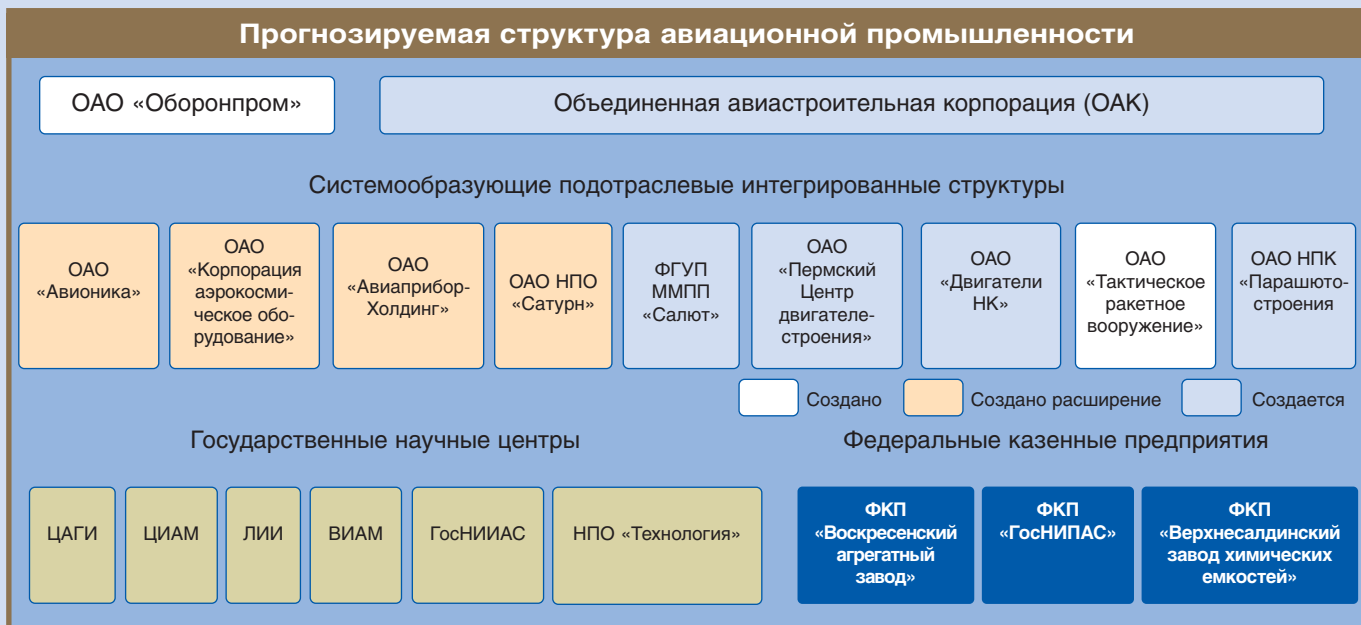 Прогнозируемая структура авиационной промышленности
ОАО «Оборонпром»
Объединенная авиастроительная корпорация (ОАК)
Системообразующие подотраслевые интегрированные структуры
ОАО
«Авионика»
ОАО
«Корпорация
аэрокосми-
ческое обо-
рудование»
ОАО
«Авиаприбор-
Холдинг»
ОАО НПО
«Сатурн»
ФГУП
ММПП
«Салют»
ОАО
«Пермский
Центр
двигателе-
строения»
ОАО
«Двигатели
НК»
ОАО
«Тактическое
ракетное
вооружение»
ОАО НПК
«Парашюто-
строения
Создано
Создано расширение
Создается
Государственные научные центры
ЦАГИ
ЦИАМ
ЛИИ
ВИАМ
ГосНИИАС
НПО «Технология»
Федеральные казенные предприятия
ФКП
«Воскресенский
агрегатный
завод»
ФКП
«ГосНИПАС»
ФКП
«Верхнесалдинский
завод химических
емкостей»